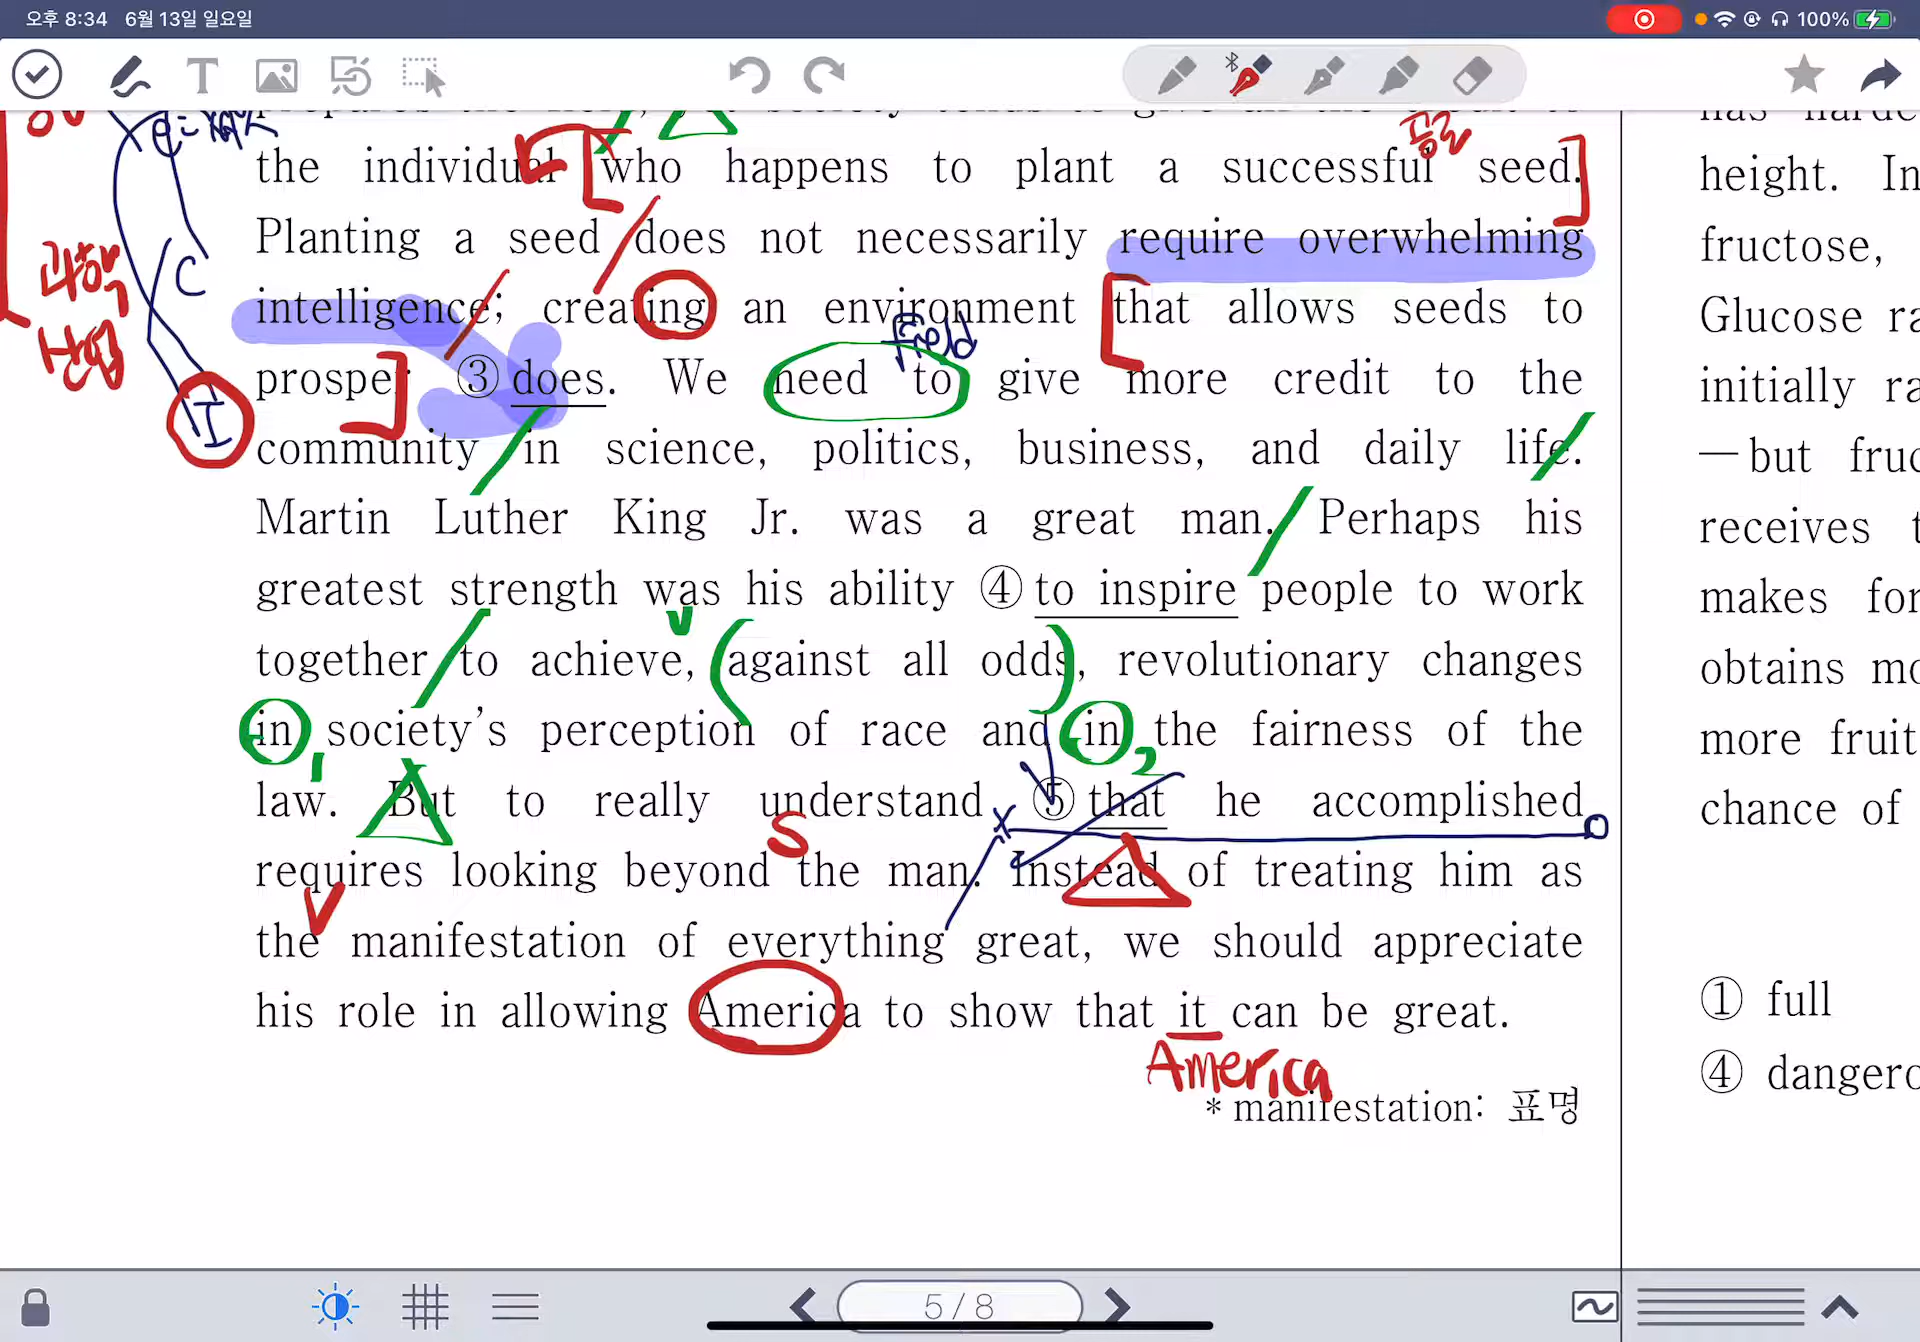 오후 8:34 6월 13일 일요일
100%
the individual who happens to plant a successful seed.
Planting a seed does not necessarily require overwhelming
intelligence; creating an environment that allows seeds to
field
prosper ③ does. We need to give more credit to the
community in science, politics, business, and daily life.
Martin Luther King Jr. was a great man. Perhaps his
greatest strength was his ability ④ to inspire people to work
together to achieve, (against all odds), revolutionary changes
in society's perception of race and in the fairness of the
law. But to really understand ⑤ that he accomplished
requires looking beyond the man. Instead of treating him as
the manifestation of everything great, we should appreciate
his role in allowing America to show that it can be great.
America
* manifestation: 표명
C
I
S
V
height. In
fructose,
Glucose ra
initially ra
—but fruc
receives t
makes for
obtains mo
more fruit
chance of
① full
④ dangero
5 / 8